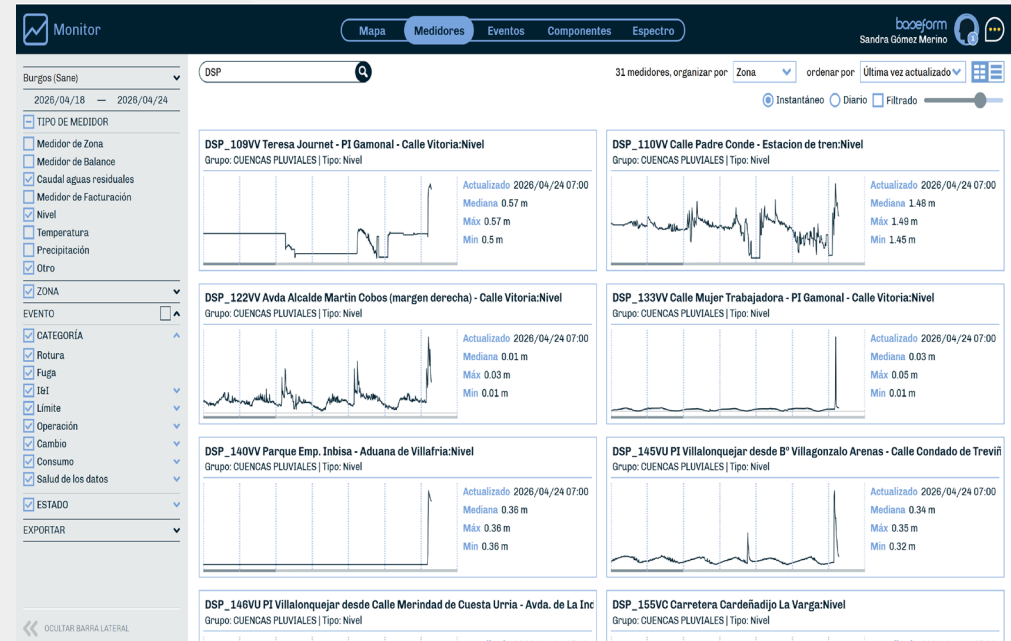 Monitor
Mapa
Medidores
Eventos
Componentes
Espectro
baseform
Sandra Gómez Merino
1
Burgos (Sane)
2026/04/18 — 2026/04/24
TIPO DE MEDIDOR
Medidor de Zona
Medidor de Balance
Caudal aguas residuales
Medidor de Facturación
Nivel
Temperatura
Precipitación
Otro
ZONA
EVENTO
CATEGORÍA
Rotura
Fuga
I&I
Límite
Operación
Cambio
Consumo
Salud de los datos
ESTADO
EXPORTAR
OCULTAR BARRA LATERAL
DSP
31 medidores, organizar por Zona ordenar por Última vez actualizado
Instantáneo Diario Filtrado
DSP_109VV Teresa Journet - PI Gamonal - Calle Vitoria:Nivel
Grupo: CUENCAS PLUVIALES | Tipo: Nivel
Actualizado 2026/04/24 07:00
Mediana 0.57 m
Máx 0.57 m
Min 0.5 m
DSP_110VV Calle Padre Conde - Estacion de tren:Nivel
Grupo: CUENCAS PLUVIALES | Tipo: Nivel
Actualizado 2026/04/24 07:00
Mediana 1.48 m
Máx 1.49 m
Min 1.45 m
DSP_122VV Avda Alcalde Martin Cobos (margen derecha) - Calle Vitoria:Nivel
Grupo: CUENCAS PLUVIALES | Tipo: Nivel
Actualizado 2026/04/24 07:00
Mediana 0.01 m
Máx 0.03 m
Min 0.01 m
DSP_133VV Calle Mujer Trabajadora - PI Gamonal - Calle Vitoria:Nivel
Grupo: CUENCAS PLUVIALES | Tipo: Nivel
Actualizado 2026/04/24 07:00
Mediana 0.03 m
Máx 0.05 m
Min 0.01 m
DSP_140VV Parque Emp. Inbisa - Aduana de Villafria:Nivel
Grupo: CUENCAS PLUVIALES | Tipo: Nivel
Actualizado 2026/04/24 07:00
Mediana 0.36 m
Máx 0.36 m
Min 0.36 m
DSP_145VU PI Villalonquejar desde Bº Villagonzalo Arenas - Calle Condado de Treviñ
Grupo: CUENCAS PLUVIALES | Tipo: Nivel
Actualizado 2026/04/24 07:00
Mediana 0.34 m
Máx 0.35 m
Min 0.32 m
DSP_146VU PI Villalonquejar desde Calle Merindad de Cuesta Urria - Avda. de La Ind
Grupo: CUENCAS PLUVIALES | Tipo: Nivel
DSP_155VC Carretera Cardeñadijo La Varga:Nivel
Grupo: CUENCAS PLUVIALES | Tipo: Nivel